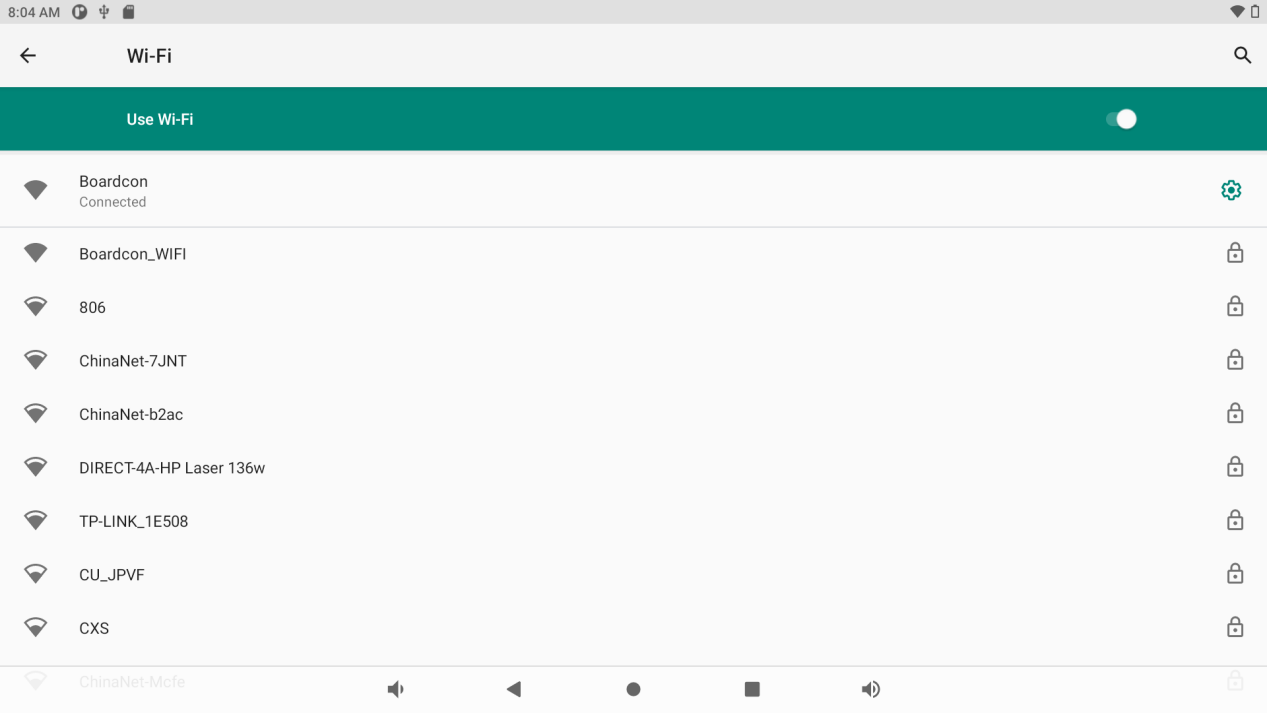 8:04 AM
Wi-Fi
Use Wi-Fi
Boardcon
Connected
Boardcon_WIFI
806
ChinaNet-7JNT
ChinaNet-b2ac
DIRECT-4A-HP Laser 136w
TP-LINK_1E508
CU_JPVF
CXS
ChinaNet-Mcfe